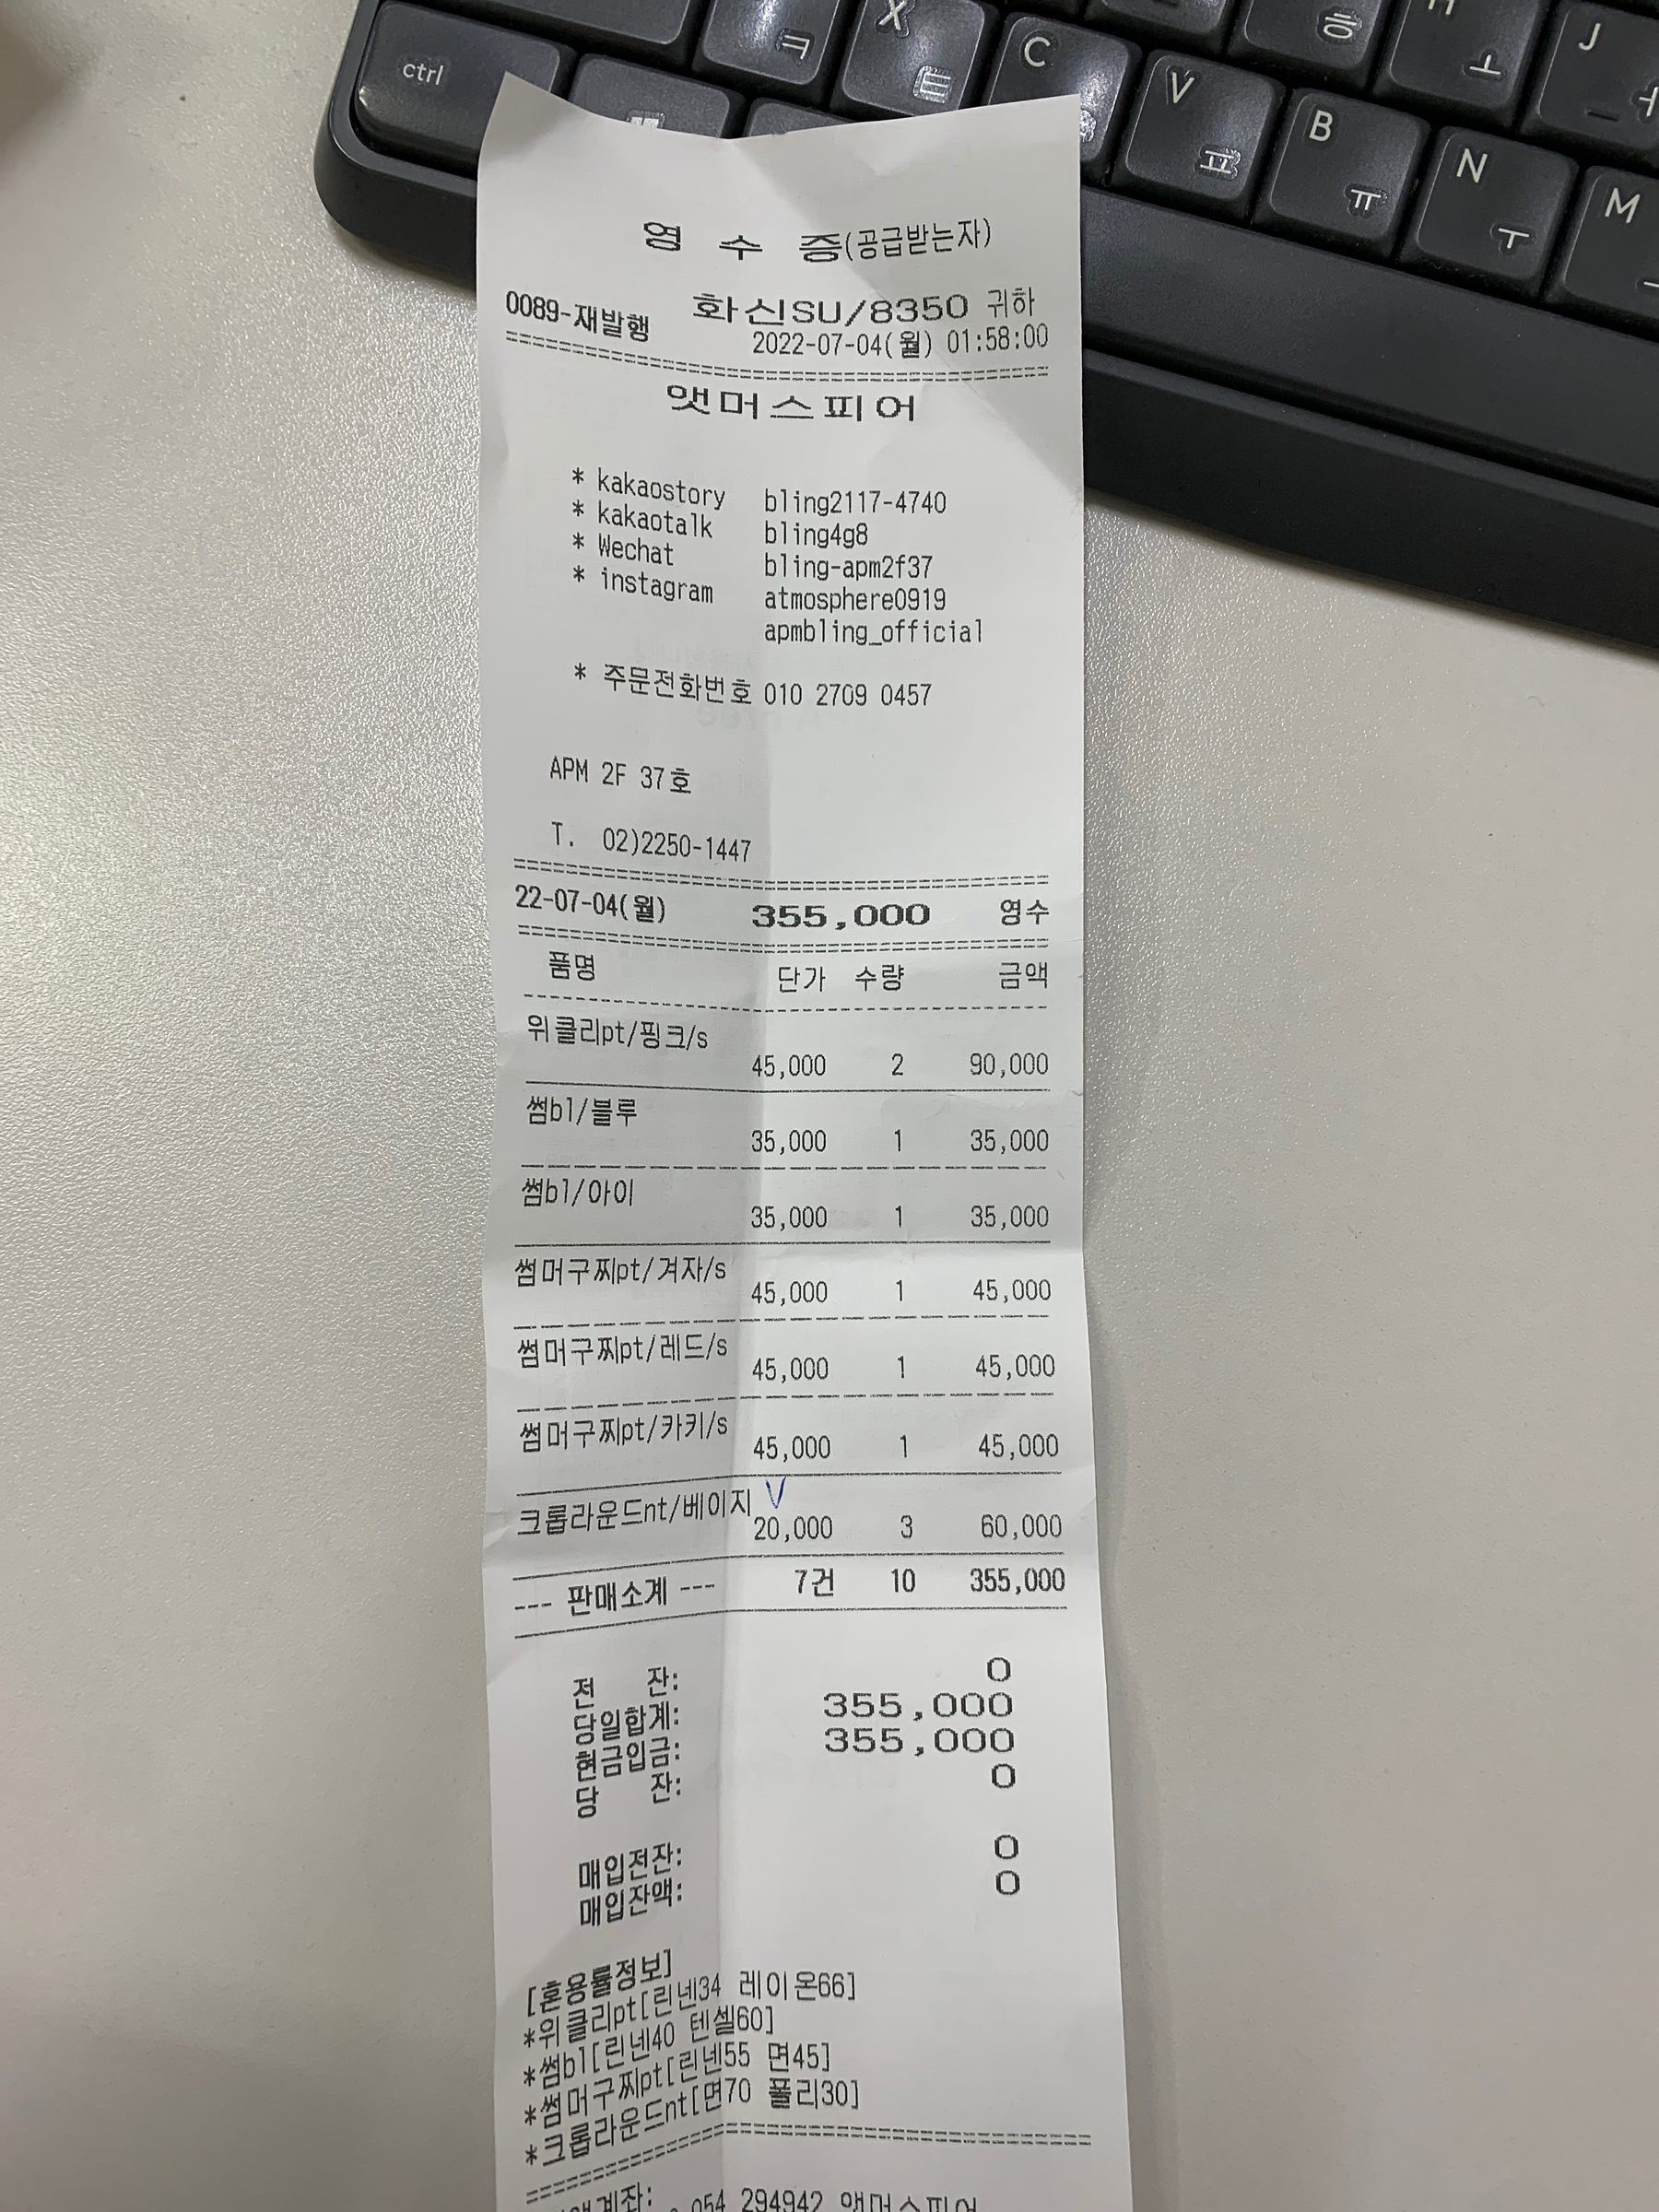 ctrl
ㅋ
X
ㅌ
C
V
ㅍ
B
ㅠ
N
ㅜ
M
ㅎ
ㅗ
J
ㅓ
영 수 증(공급받는자)
0089-재발행 화신SU/8350 귀하
2022-07-04(월) 01:58:00
앳머스피어
* kakaostory bling2117-4740
* kakaotalk bling4g8
* Wechat bling-apm2f37
* instagram atmosphere0919
apmbling_official
* 주문전화번호 010 2709 0457
APM 2F 37호
T. 02)2250-1447
22-07-04(월) 355,000 영수
품명 단가 수량 금액
위클리pt/핑크/s
45,000 2 90,000
썸bl/블루
35,000 1 35,000
썸bl/아이
35,000 1 35,000
썸머구찌pt/겨자/s
45,000 1 45,000
썸머구찌pt/레드/s
45,000 1 45,000
썸머구찌pt/카키/s
45,000 1 45,000
크롭라운드nt/베이지
20,000 3 60,000
--- 판매소계 --- 7건 10 355,000
전 잔: 0
당일합계: 355,000
현금입금: 355,000
당 잔: 0
매입전잔: 0
매입잔액: 0
[혼용률정보]
*위클리pt[린넨34 레이온66]
*썸bl[린넨40 텐셀60]
*썸머구찌pt[린넨55 면45]
*크롭라운드nt[면70 폴리30]
계좌:
054 294942 앳머스피어